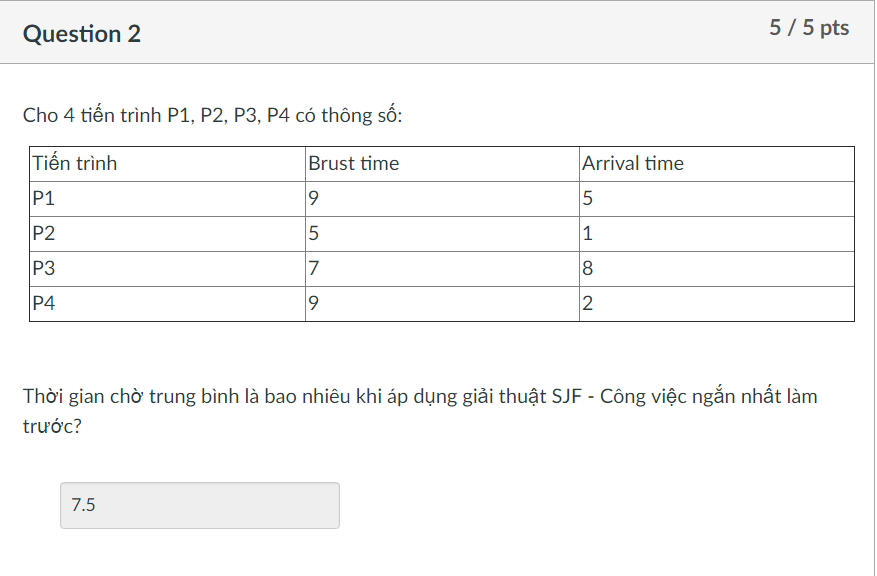 Question 2
5 / 5 pts
Cho 4 tiến trình P1, P2, P3, P4 có thông số:
Tiến trình Brust time Arrival time
P1 9 5
P2 5 1
P3 7 8
P4 9 2
Thời gian chờ trung bình là bao nhiêu khi áp dụng giải thuật SJF - Công việc ngắn nhất làm
trước?
7.5